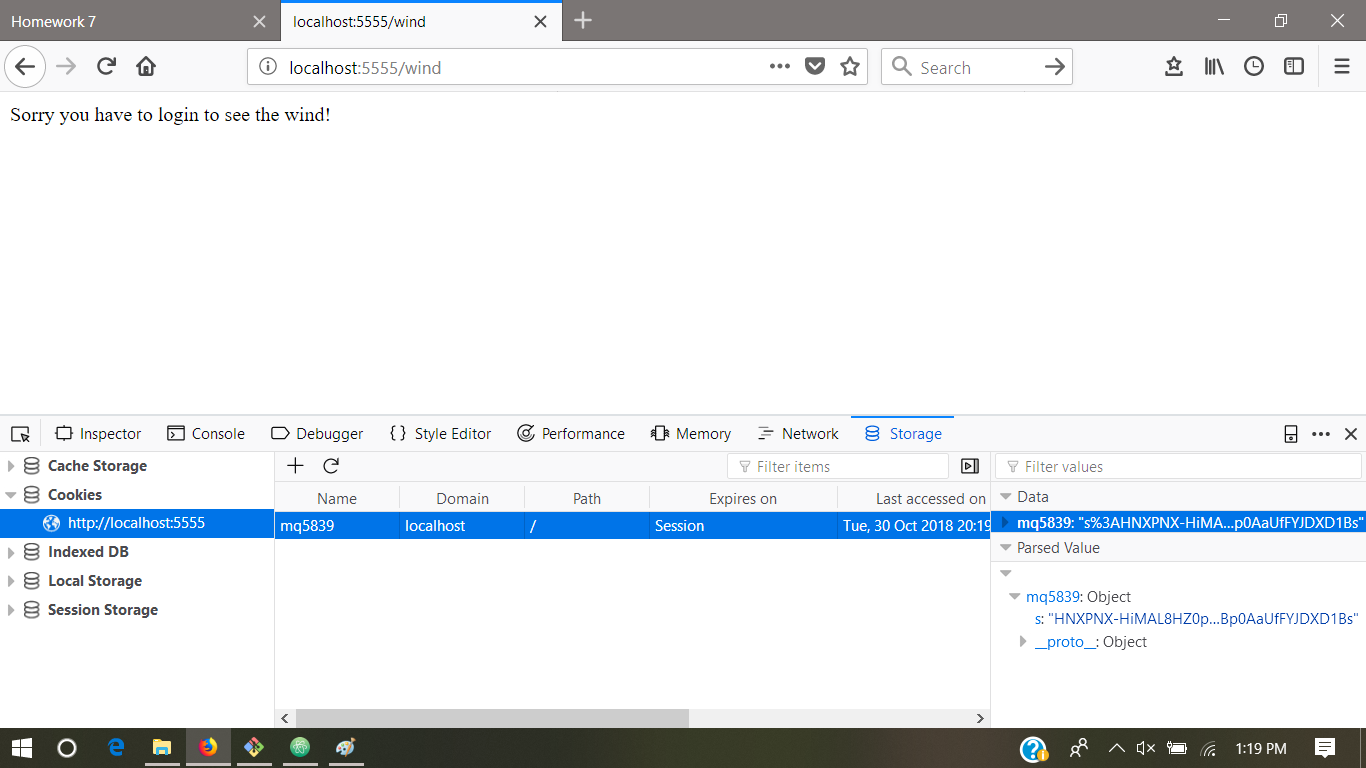 Homework 7
localhost:5555/wind
localhost:5555/wind
Search
Sorry you have to login to see the wind!
Inspector Console Debugger Style Editor Performance Memory Network Storage
Cache Storage
Cookies
http://localhost:5555
Indexed DB
Local Storage
Session Storage
Filter items
Name Domain Path Expires on Last accessed on
mq5839 localhost / Session Tue, 30 Oct 2018 20:19
Filter values
Data
mq5839: "s%3AHNXPNX-HiMA...p0AaUfFYJDXD1Bs"
Parsed Value
mq5839: Object
s: "HNXPNX-HiMAL8HZ0p...Bp0AaUfFYJDXD1Bs"
__proto__: Object
1:19 PM